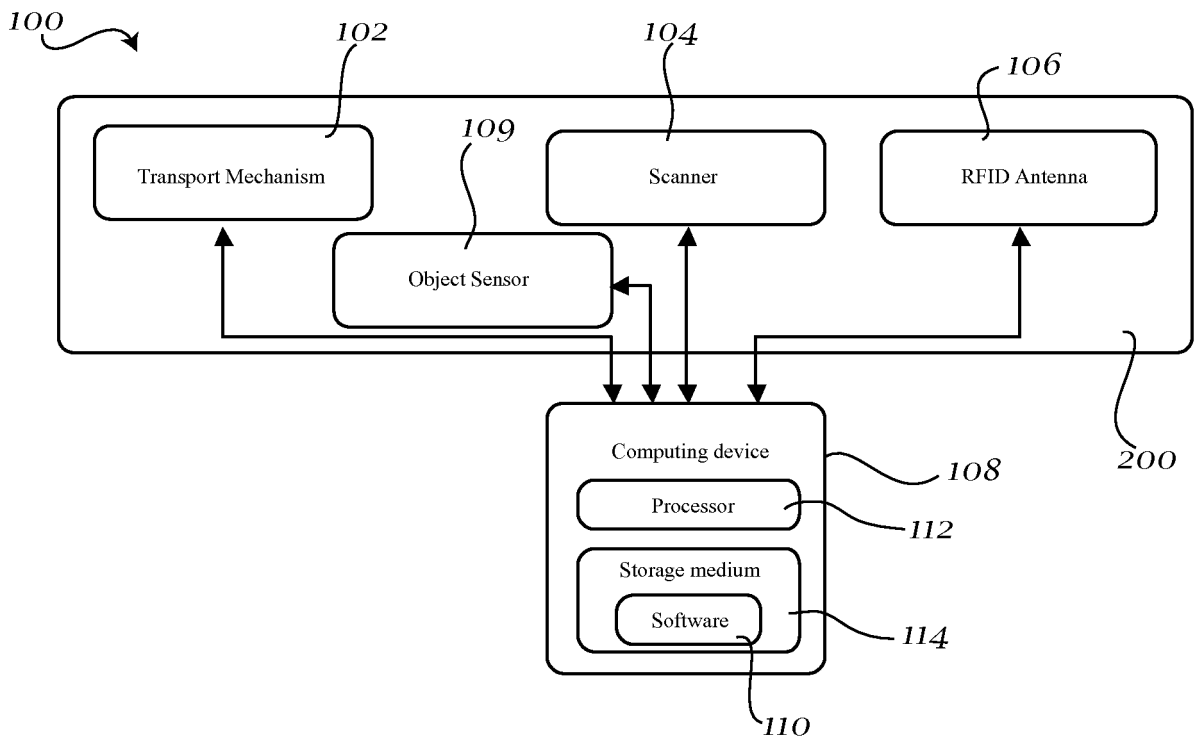 100
102
104
106
109
Transport Mechanism
Scanner
RFID Antenna
Object Sensor
200
Computing device
108
Processor
112
Storage medium
Software
114
110